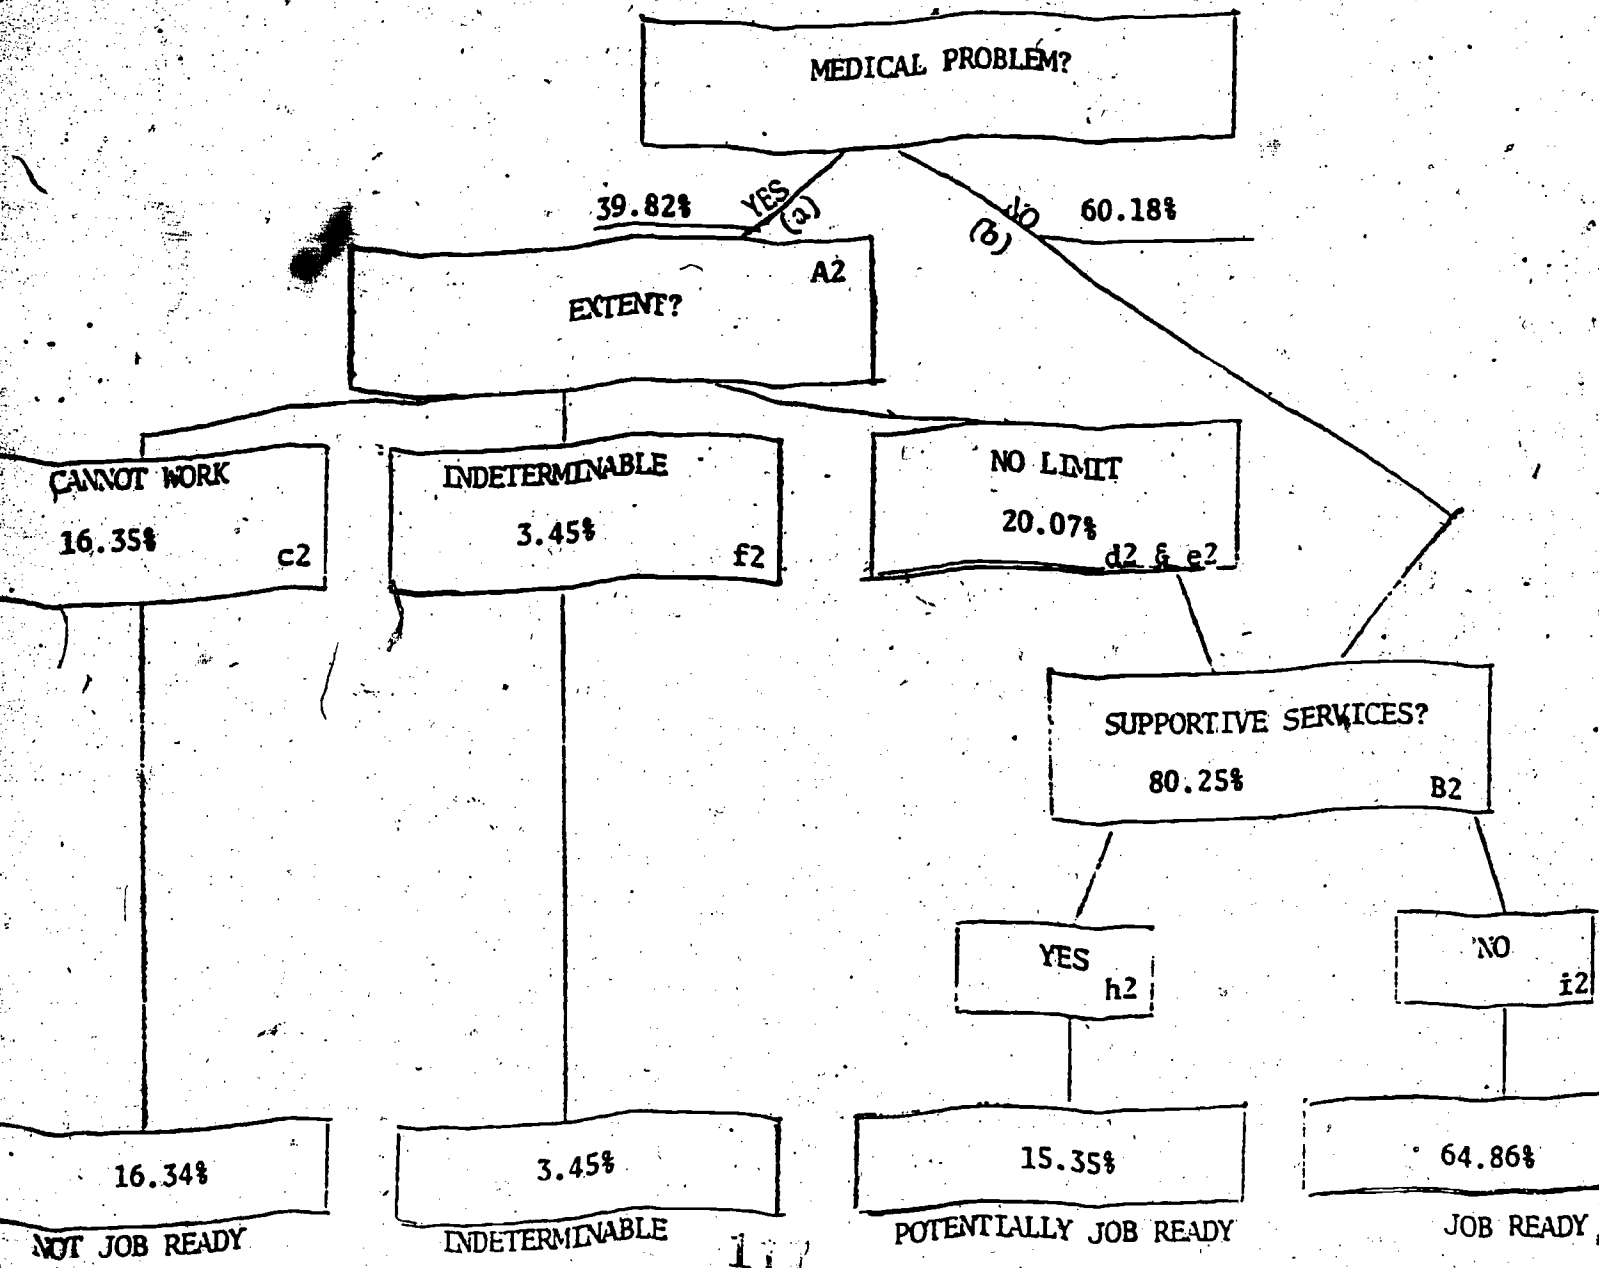 MEDICAL PROBLEM?
39.82%
YES
(a)
NO
(b)
60.18%
A2
EXTENT?
CANNOT WORK
16.35%
c2
INDETERMINABLE
3.45%
f2
NO LIMIT
20.07%
d2 & e2
SUPPORTIVE SERVICES?
80.25%
B2
YES
h2
NO
i2
16.34%
3.45%
15.35%
64.86%
NOT JOB READY
INDETERMINABLE
POTENTIALLY JOB READY
JOB READY